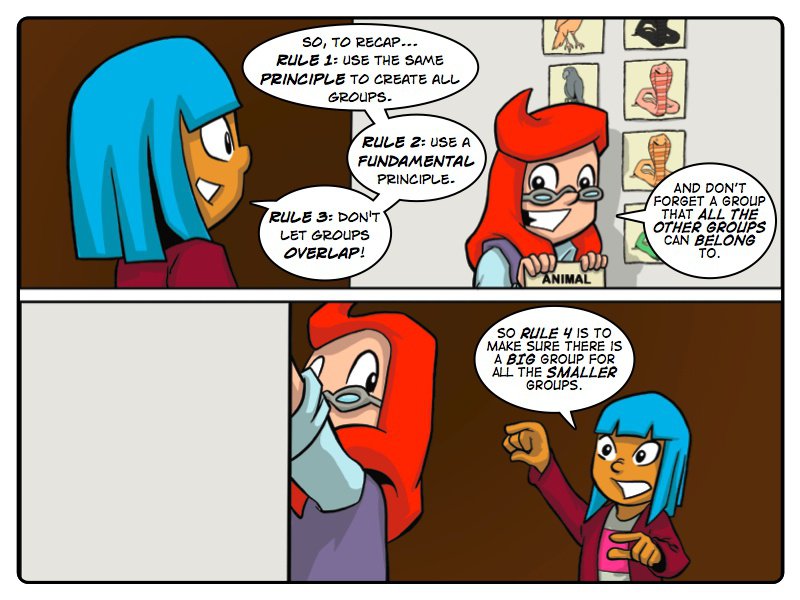 SO, TO RECAP...
RULE 1: USE THE SAME
PRINCIPLE TO CREATE ALL
GROUPS.
RULE 2: USE A
FUNDAMENTAL
PRINCIPLE.
RULE 3: DON'T
LET GROUPS
OVERLAP!
AND DON'T
FORGET A GROUP
THAT ALL THE
OTHER GROUPS
CAN BELONG
TO.
ANIMAL
SO RULE 4 IS TO
MAKE SURE THERE IS
A BIG GROUP FOR
ALL THE SMALLER
GROUPS.